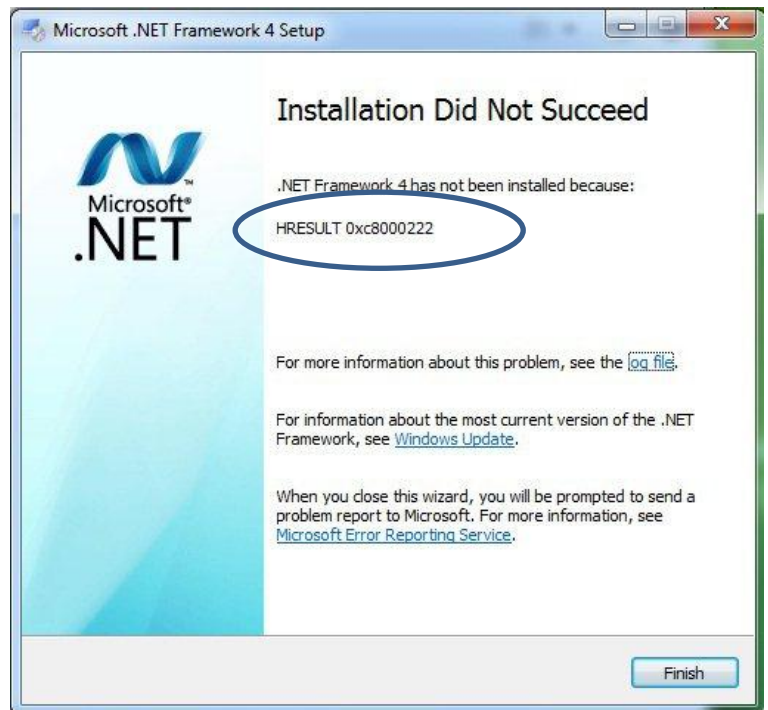 Microsoft .NET Framework 4 Setup
Installation Did Not Succeed
.NET Framework 4 has not been installed because:
Microsoft®
.NET
HRESULT 0xc8000222
For more information about this problem, see the log file.
For information about the most current version of the .NET
Framework, see Windows Update.
When you close this wizard, you will be prompted to send a
problem report to Microsoft. For more information, see
Microsoft Error Reporting Service.
Finish